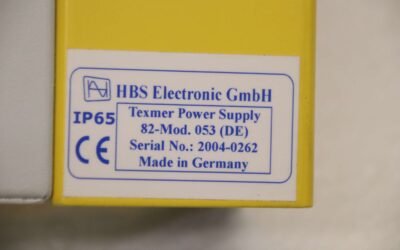 HBS Electronic GmbH
IP65
CE
Texmer Power Supply
82-Mod. 053 (DE)
Serial No.: 2004-0262
Made in Germany